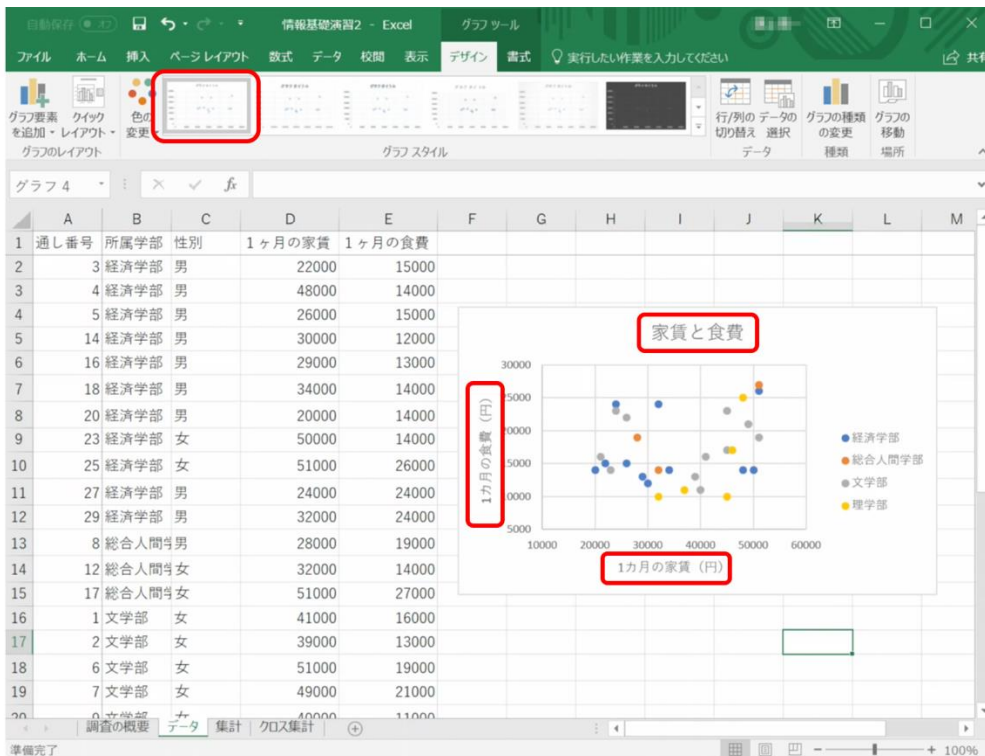 自動保存 オフ 情報基礎演習2 - Excel グラフ ツール
ファイル ホーム 挿入 ページ レイアウト 数式 データ 校閲 表示 デザイン 書式 実行したい作業を入力してください 共有
グラフ要素を追加 クイックレイアウト 色の変更 行/列の切り替え データの選択 グラフの種類の変更 グラフの移動
グラフのレイアウト グラフ スタイル データ 種類 場所
グラフ 4 fx
A B C D E F G H I J K L M
1 通し番号 所属学部 性別 1ヶ月の家賃 1ヶ月の食費
2 3 経済学部 男 22000 15000
3 4 経済学部 男 48000 14000
4 5 経済学部 男 26000 15000
5 14 経済学部 男 30000 12000
6 16 経済学部 男 29000 13000
7 18 経済学部 男 34000 14000
8 20 経済学部 男 20000 14000
9 23 経済学部 女 50000 14000
10 25 経済学部 女 51000 26000
11 27 経済学部 男 24000 24000
12 29 経済学部 男 32000 24000
13 8 総合人間学 男 28000 19000
14 12 総合人間学 女 32000 14000
15 17 総合人間学 女 51000 27000
16 1 文学部 女 41000 16000
17 2 文学部 女 39000 13000
18 6 文学部 女 51000 19000
19 7 文学部 女 49000 21000
20 9 文学部 女 40000 11000
家賃と食費
1カ月の食費（円）
30000
25000
20000
15000
10000
5000
10000 20000 30000 40000 50000 60000
1カ月の家賃（円）
経済学部
総合人間学部
文学部
理学部
調査の概要 データ 集計 クロス集計
準備完了 100%